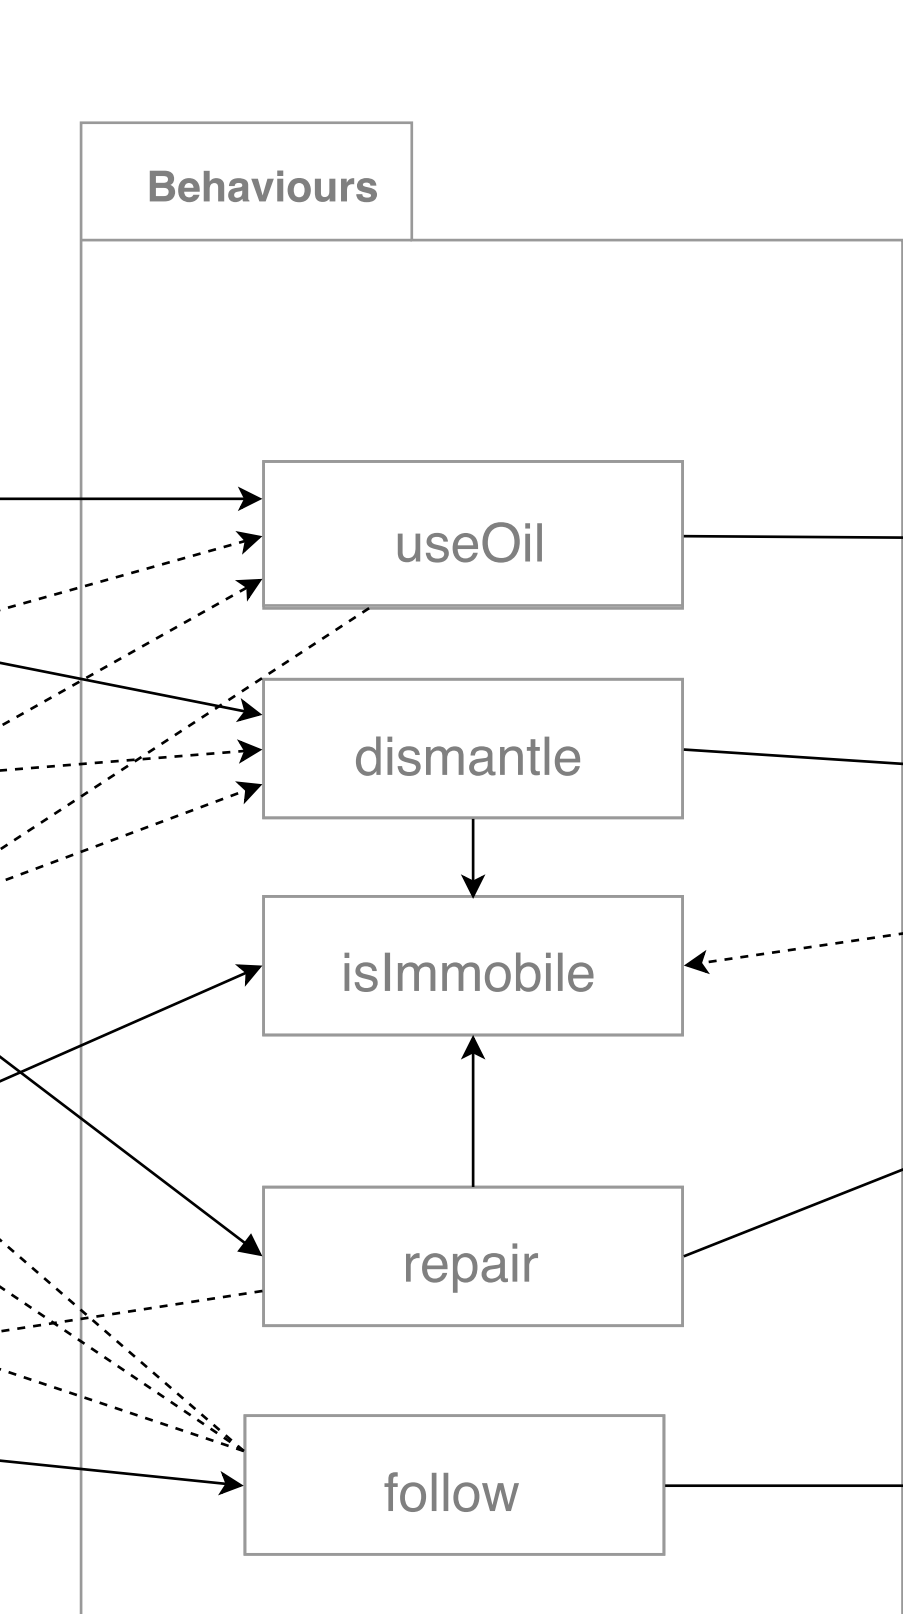 Behaviours
useOil
dismantle
isImmobile
repair
follow